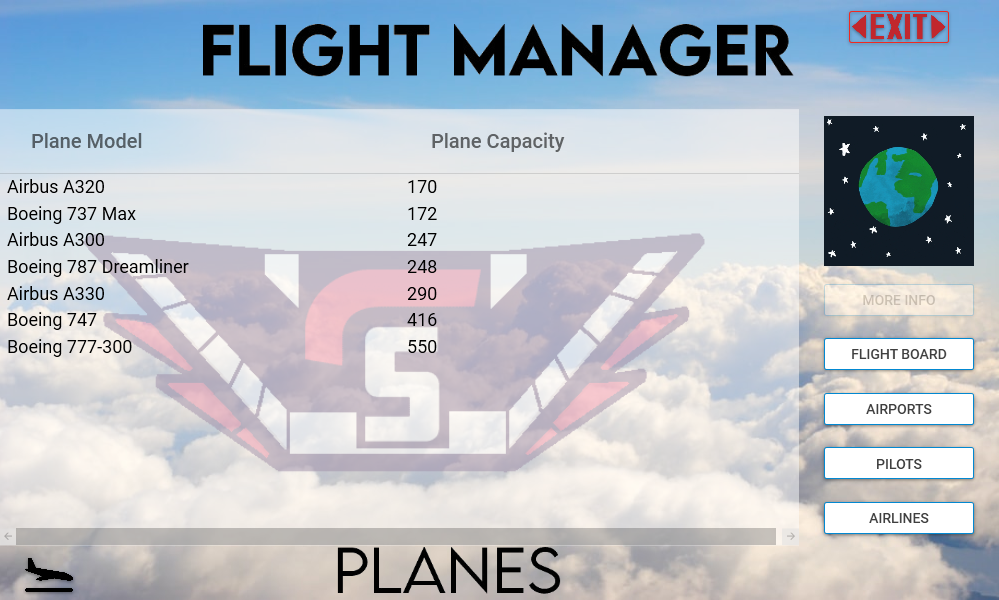 FLIGHT MANAGER
EXIT
Plane Model Plane Capacity
Airbus A320 170
Boeing 737 Max 172
Airbus A300 247
Boeing 787 Dreamliner 248
Airbus A330 290
Boeing 747 416
Boeing 777-300 550
MORE INFO
FLIGHT BOARD
AIRPORTS
PILOTS
AIRLINES
PLANES